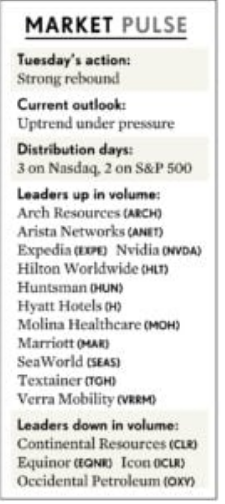 MARKET PULSE
Tuesday's action:
Strong rebound
Current outlook:
Uptrend under pressure
Distribution days:
3 on Nasdaq, 2 on S&P 500
Leaders up in volume:
Arch Resources (ARCH)
Arista Networks (ANET)
Expedia (EXPE) Nvidia (NVDA)
Hilton Worldwide (HLT)
Huntsman (HUN)
Hyatt Hotels (H)
Molina Healthcare (MOH)
Marriott (MAR)
SeaWorld (SEAS)
Textainer (TGH)
Verra Mobility (VRRM)
Leaders down in volume:
Continental Resources (CLR)
Equinor (EQNR) Icon (ICLR)
Occidental Petroleum (OXY)